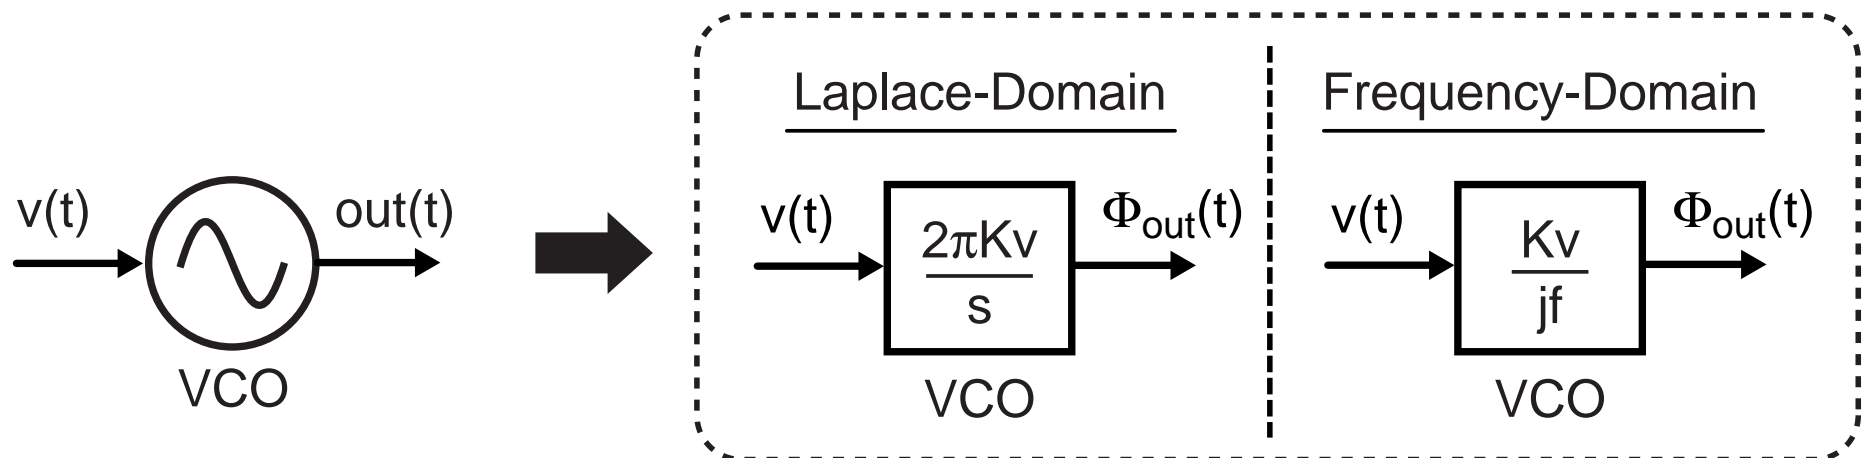 v(t)
out(t)
VCO
Laplace-Domain
v(t)
2πKv
s
Φout(t)
VCO
Frequency-Domain
v(t)
Kv
jf
Φout(t)
VCO